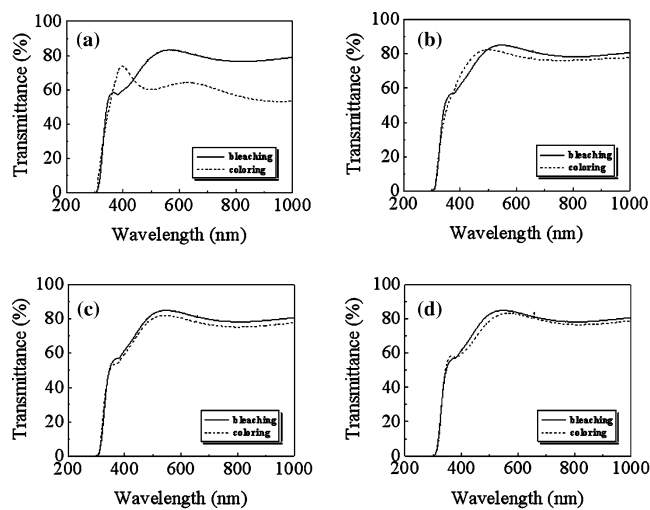 (a)
Transmittance (%)
100
80
60
40
20
0
bleaching
coloring
200 400 600 800 1000
Wavelength (nm)
(b)
Transmittance (%)
100
80
60
40
20
0
bleaching
coloring
200 400 600 800 1000
Wavelength (nm)
(c)
Transmittance (%)
100
80
60
40
20
0
bleaching
coloring
200 400 600 800 1000
Wavelength (nm)
(d)
Transmittance (%)
100
80
60
40
20
0
bleaching
coloring
200 400 600 800 1000
Wavelength (nm)